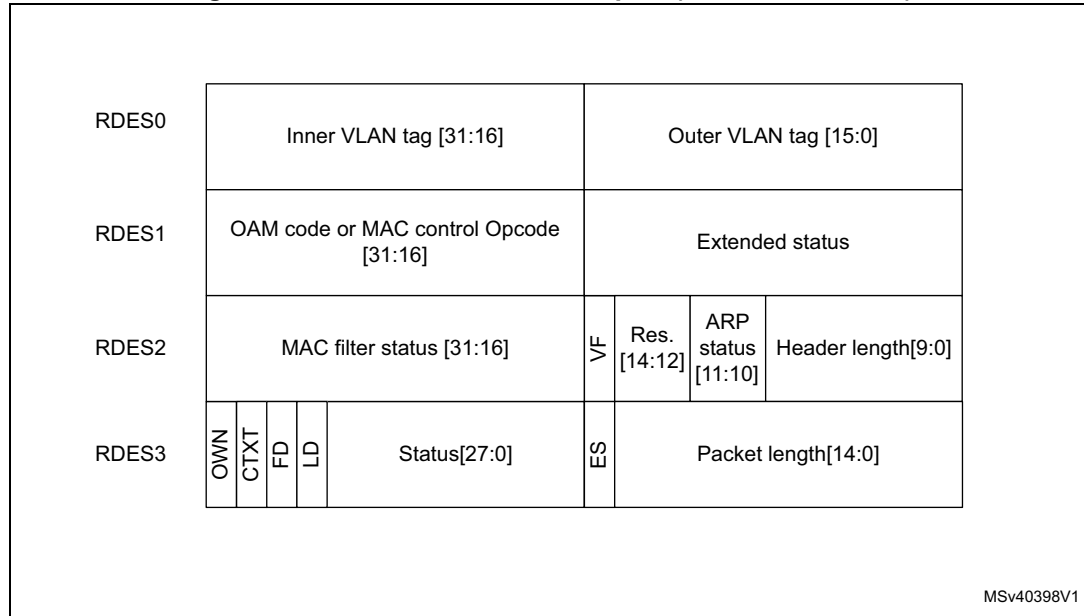 RDES0
Inner VLAN tag [31:16]
Outer VLAN tag [15:0]
RDES1
OAM code or MAC control Opcode
[31:16]
Extended status
RDES2
MAC filter status [31:16]
VF
Res.
[14:12]
ARP
status
[11:10]
Header length[9:0]
RDES3
OWN
CTXT
FD
LD
Status[27:0]
ES
Packet length[14:0]
MSv40398V1